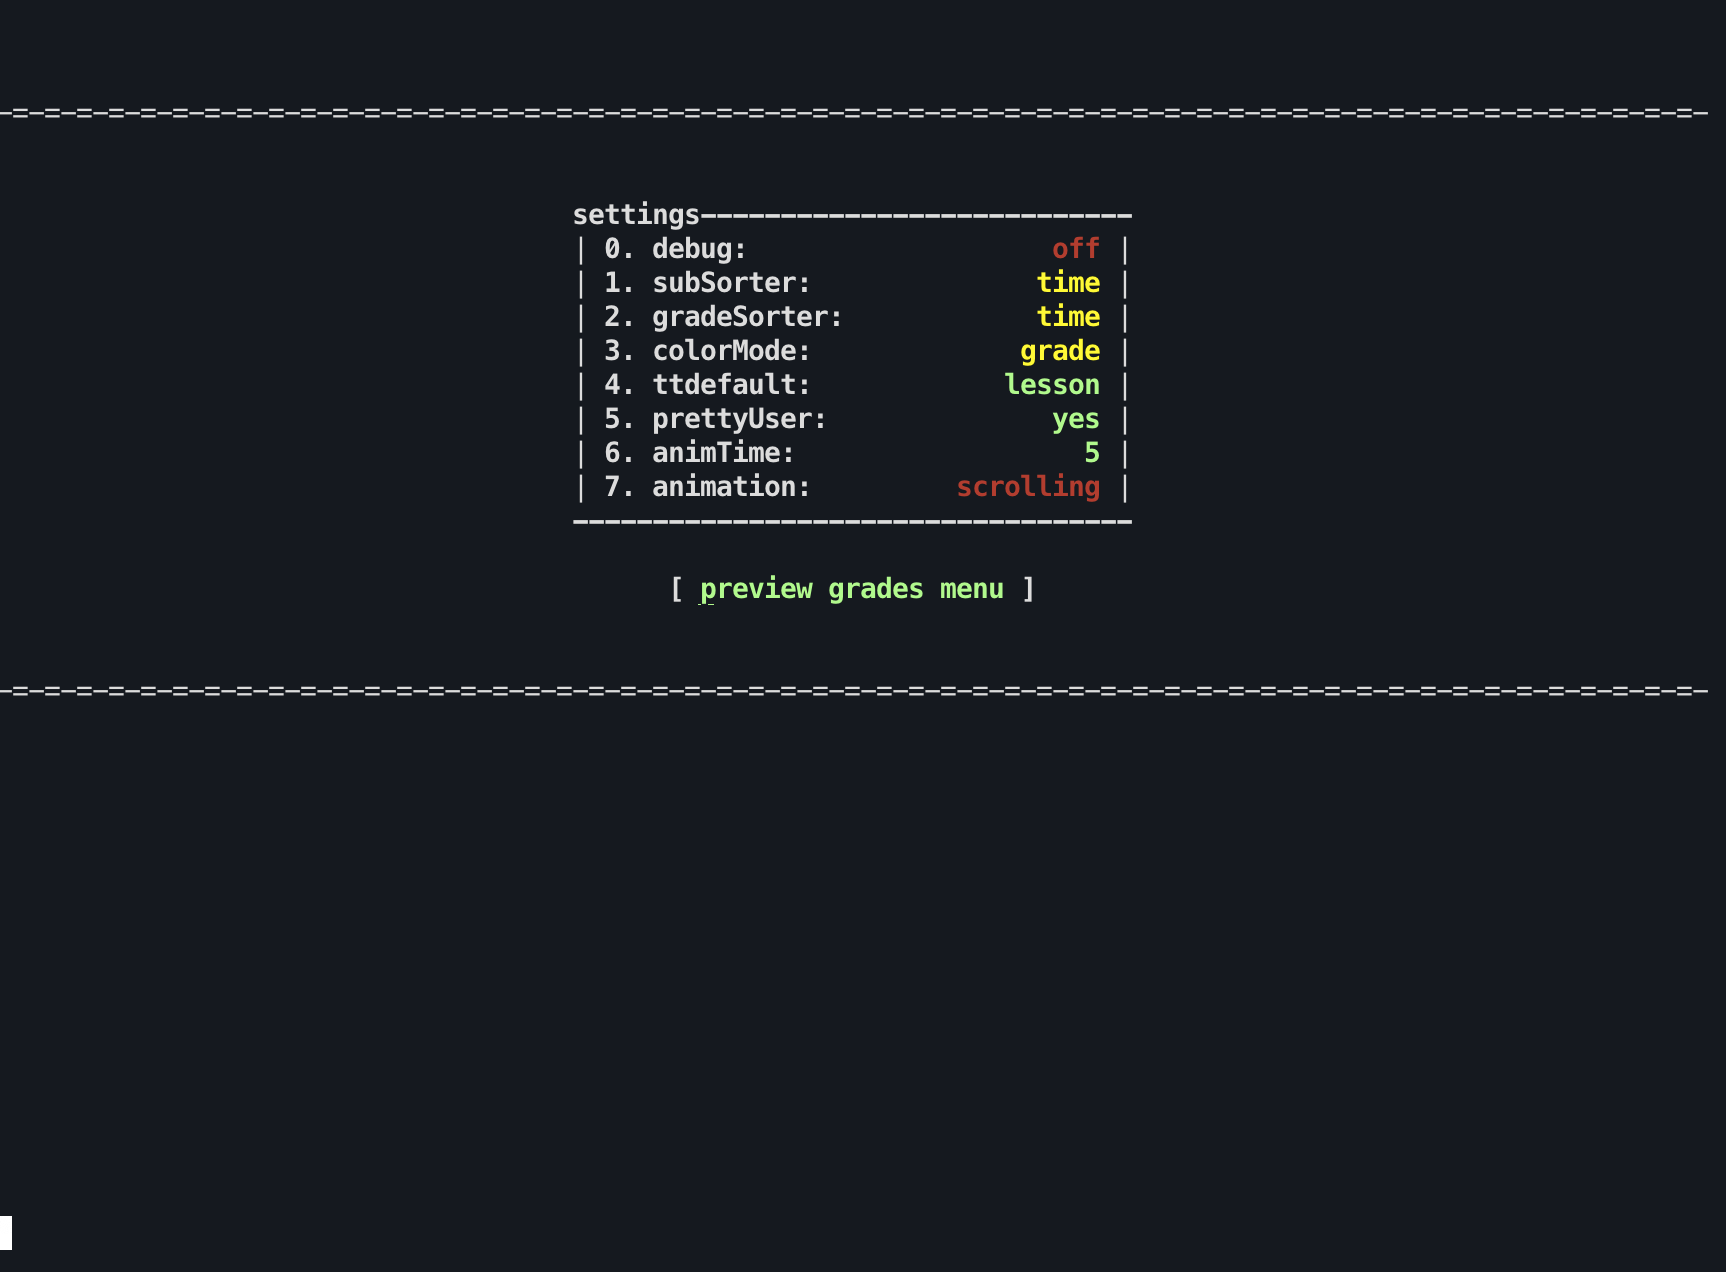 -=-=-=-=-=-=-=-=-=-=-=-=-=-=-=-=-=-=-=-=-=-=-=-=-=-=-=-=-=-=-=-=-=-=-=-=-=-=-=-=-=-=-=-=-=-=-=-=-=-=-=-=-=-
settings---------------------------
| 0. debug:                   off |
| 1. subSorter:              time |
| 2. gradeSorter:            time |
| 3. colorMode:             grade |
| 4. ttdefault:            lesson |
| 5. prettyUser:              yes |
| 6. animTime:                  5 |
| 7. animation:         scrolling |
-----------------------------------
[ preview grades menu ]
-=-=-=-=-=-=-=-=-=-=-=-=-=-=-=-=-=-=-=-=-=-=-=-=-=-=-=-=-=-=-=-=-=-=-=-=-=-=-=-=-=-=-=-=-=-=-=-=-=-=-=-=-=-